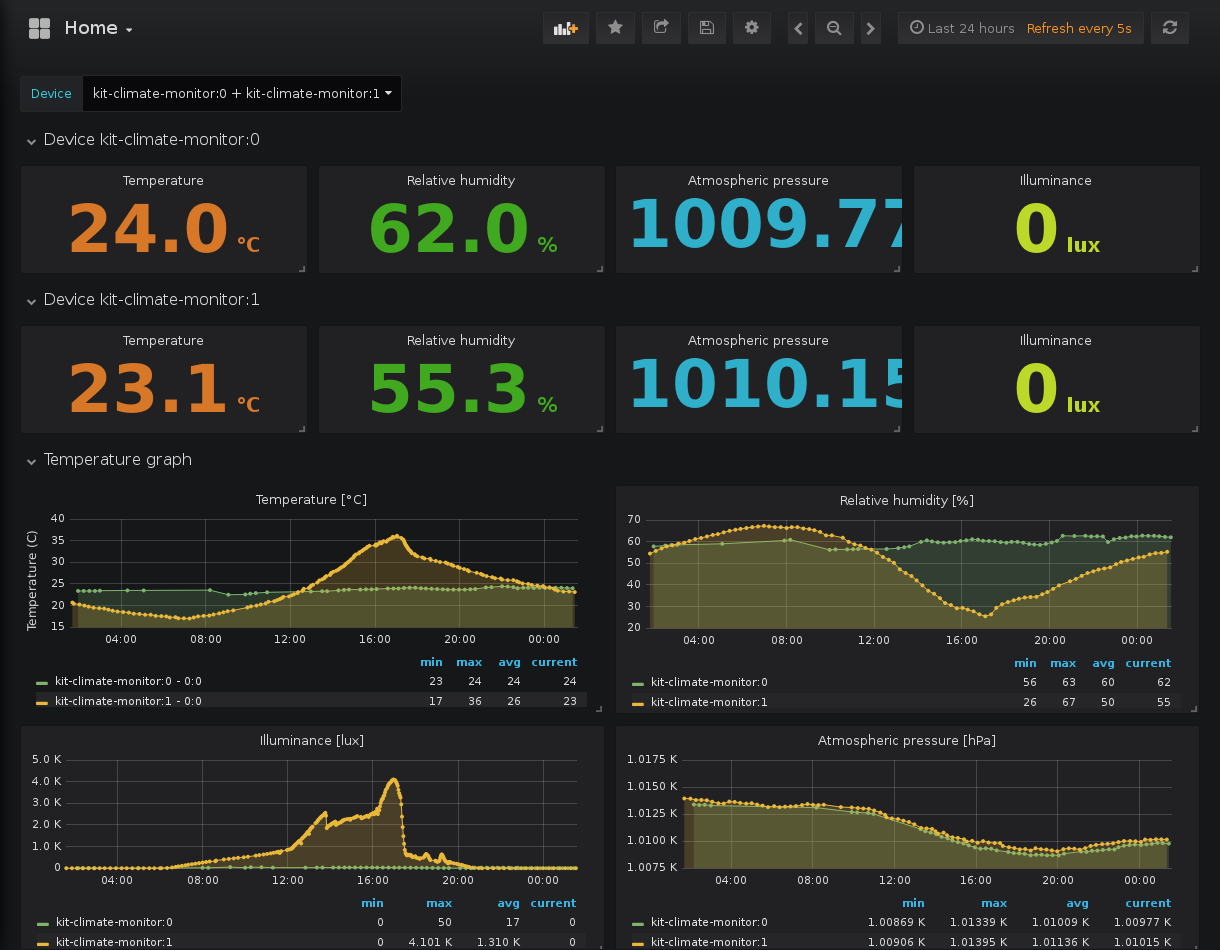 Home
Last 24 hours Refresh every 5s
Device kit-climate-monitor:0 + kit-climate-monitor:1
Device kit-climate-monitor:0
Temperature Relative humidity Atmospheric pressure Illuminance
24.0 °C 62.0 % 1009.77 0 lux
Device kit-climate-monitor:1
Temperature Relative humidity Atmospheric pressure Illuminance
23.1 °C 55.3 % 1010.15 0 lux
Temperature graph
Temperature [°C]
Temperature (C)
40
35
30
25
20
15
04:00 08:00 12:00 16:00 20:00 00:00
min max avg current
kit-climate-monitor:0 - 0:0 23 24 24 24
kit-climate-monitor:1 - 0:0 17 36 26 23
Relative humidity [%]
70
60
50
40
30
20
04:00 08:00 12:00 16:00 20:00 00:00
min max avg current
kit-climate-monitor:0 56 63 60 62
kit-climate-monitor:1 26 67 50 55
Illuminance [lux]
5.0 K
4.0 K
3.0 K
2.0 K
1.0 K
0
04:00 08:00 12:00 16:00 20:00 00:00
min max avg current
kit-climate-monitor:0 0 50 17 0
kit-climate-monitor:1 0 4.101 K 1.310 K 0
Atmospheric pressure [hPa]
1.0175 K
1.0150 K
1.0125 K
1.0100 K
1.0075 K
04:00 08:00 12:00 16:00 20:00 00:00
min max avg current
kit-climate-monitor:0 1.00869 K 1.01339 K 1.01009 K 1.00977 K
kit-climate-monitor:1 1.00906 K 1.01395 K 1.01136 K 1.01015 K